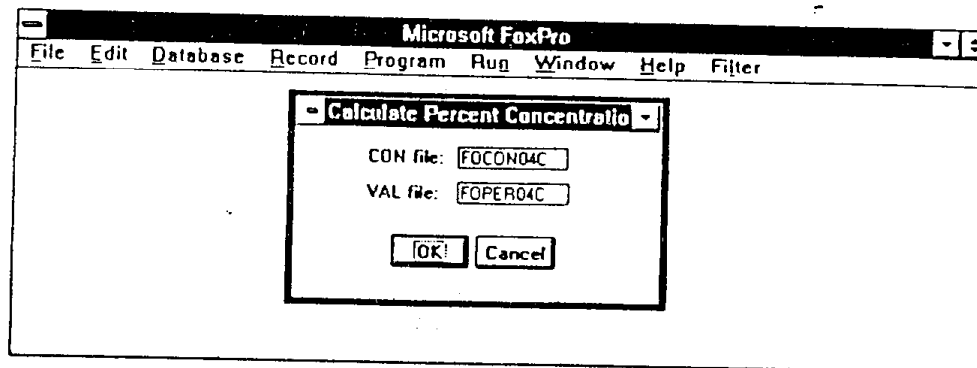 Microsoft FoxPro
File Edit Database Record Program Run Window Help Filter
Calculate Percent Concentratio
CON file: FOCON04C
VAL file: FOPER04C
OK Cancel